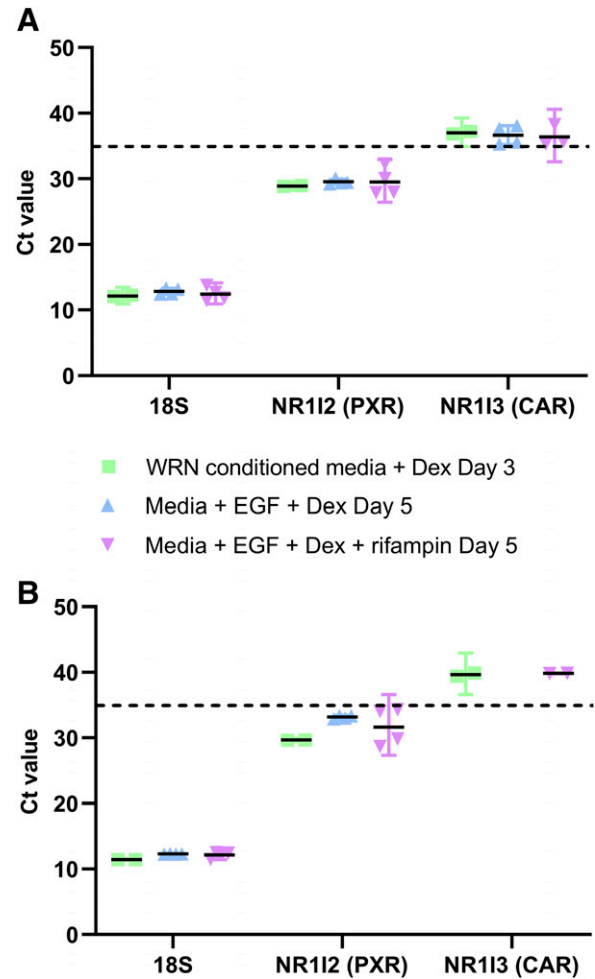 A
50
40
30
20
10
0
Ct value
18S
NR1I2 (PXR)
NR1I3 (CAR)
WRN conditioned media + Dex Day 3
Media + EGF + Dex Day 5
Media + EGF + Dex + rifampin Day 5
B
50
40
30
20
10
0
Ct value
18S
NR1I2 (PXR)
NR1I3 (CAR)